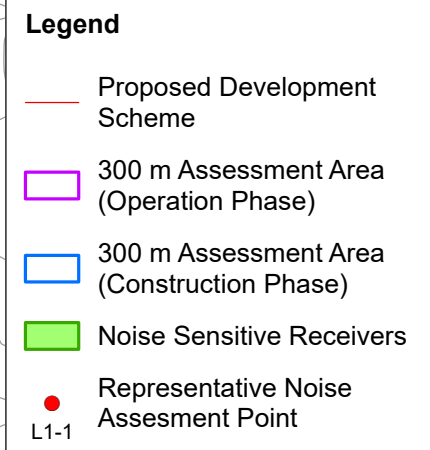 Legend
Proposed Development
Scheme
300 m Assessment Area
(Operation Phase)
300 m Assessment Area
(Construction Phase)
Noise Sensitive Receivers
Representative Noise
Assesment Point
L1-1